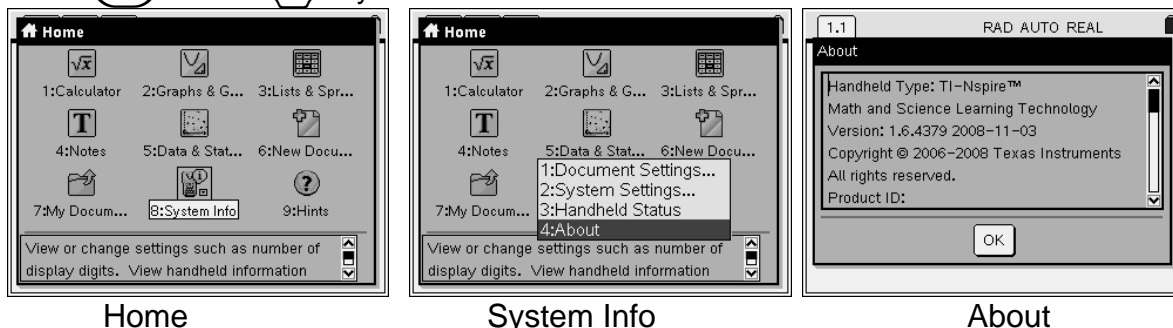 Home
1:Calculator 2:Graphs & G... 3:Lists & Spr...
4:Notes 5:Data & Stat... 6:New Docu...
7:My Docum... 8:System Info 9:Hints
View or change settings such as number of
display digits. View handheld information
Home
Home
1:Calculator 2:Graphs & G... 3:Lists & Spr...
4:Notes 5:Data & Stat... 6:New Docu...
1:Document Settings...
2:System Settings...
3:Handheld Status
4:About
7:My Docum...
View or change settings such as number of
display digits. View handheld information
System Info
1.1 RAD AUTO REAL
About
Handheld Type: TI-Nspire™
Math and Science Learning Technology
Version: 1.6.4379 2008-11-03
Copyright © 2006-2008 Texas Instruments
All rights reserved.
Product ID:
OK
About